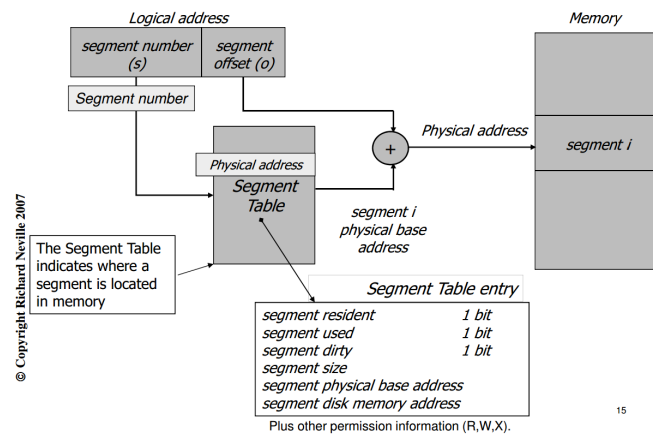 Logical address
Memory
segment number
(s)
segment
offset (o)
Segment number
Physical address
+
Physical address
segment i
Segment
Table
segment i
physical base
address
The Segment Table
indicates where a
segment is located
in memory
© Copyright Richard Neville 2007
Segment Table entry
segment resident 1 bit
segment used 1 bit
segment dirty 1 bit
segment size
segment physical base address
segment disk memory address
Plus other permission information (R,W,X).
15